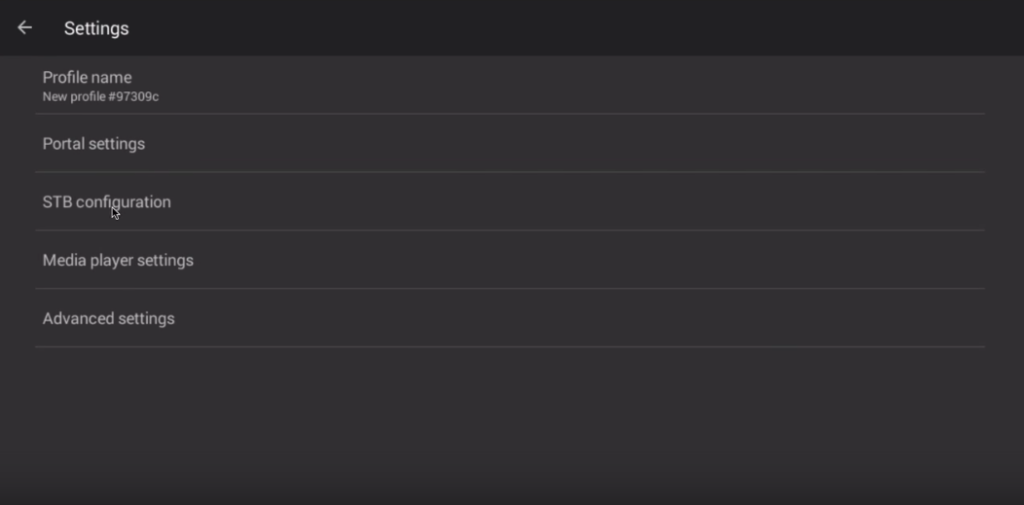 Settings
Profile name
New profile #97309c
Portal settings
STB configuration
Media player settings
Advanced settings